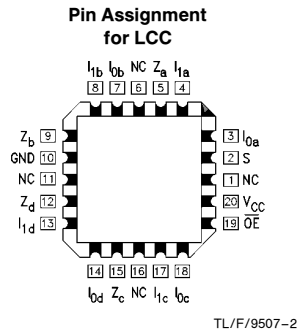 Pin Assignment
for LCC
I1b I0b NC Za I1a
8 7 6 5 4
Zb 9
GND 10
NC 11
Zd 12
I1d 13
3 I0a
2 S
1 NC
20 VCC
19 O̅E̅
14 15 16 17 18
I0d Zc NC I1c I0c
TL/F/9507–2